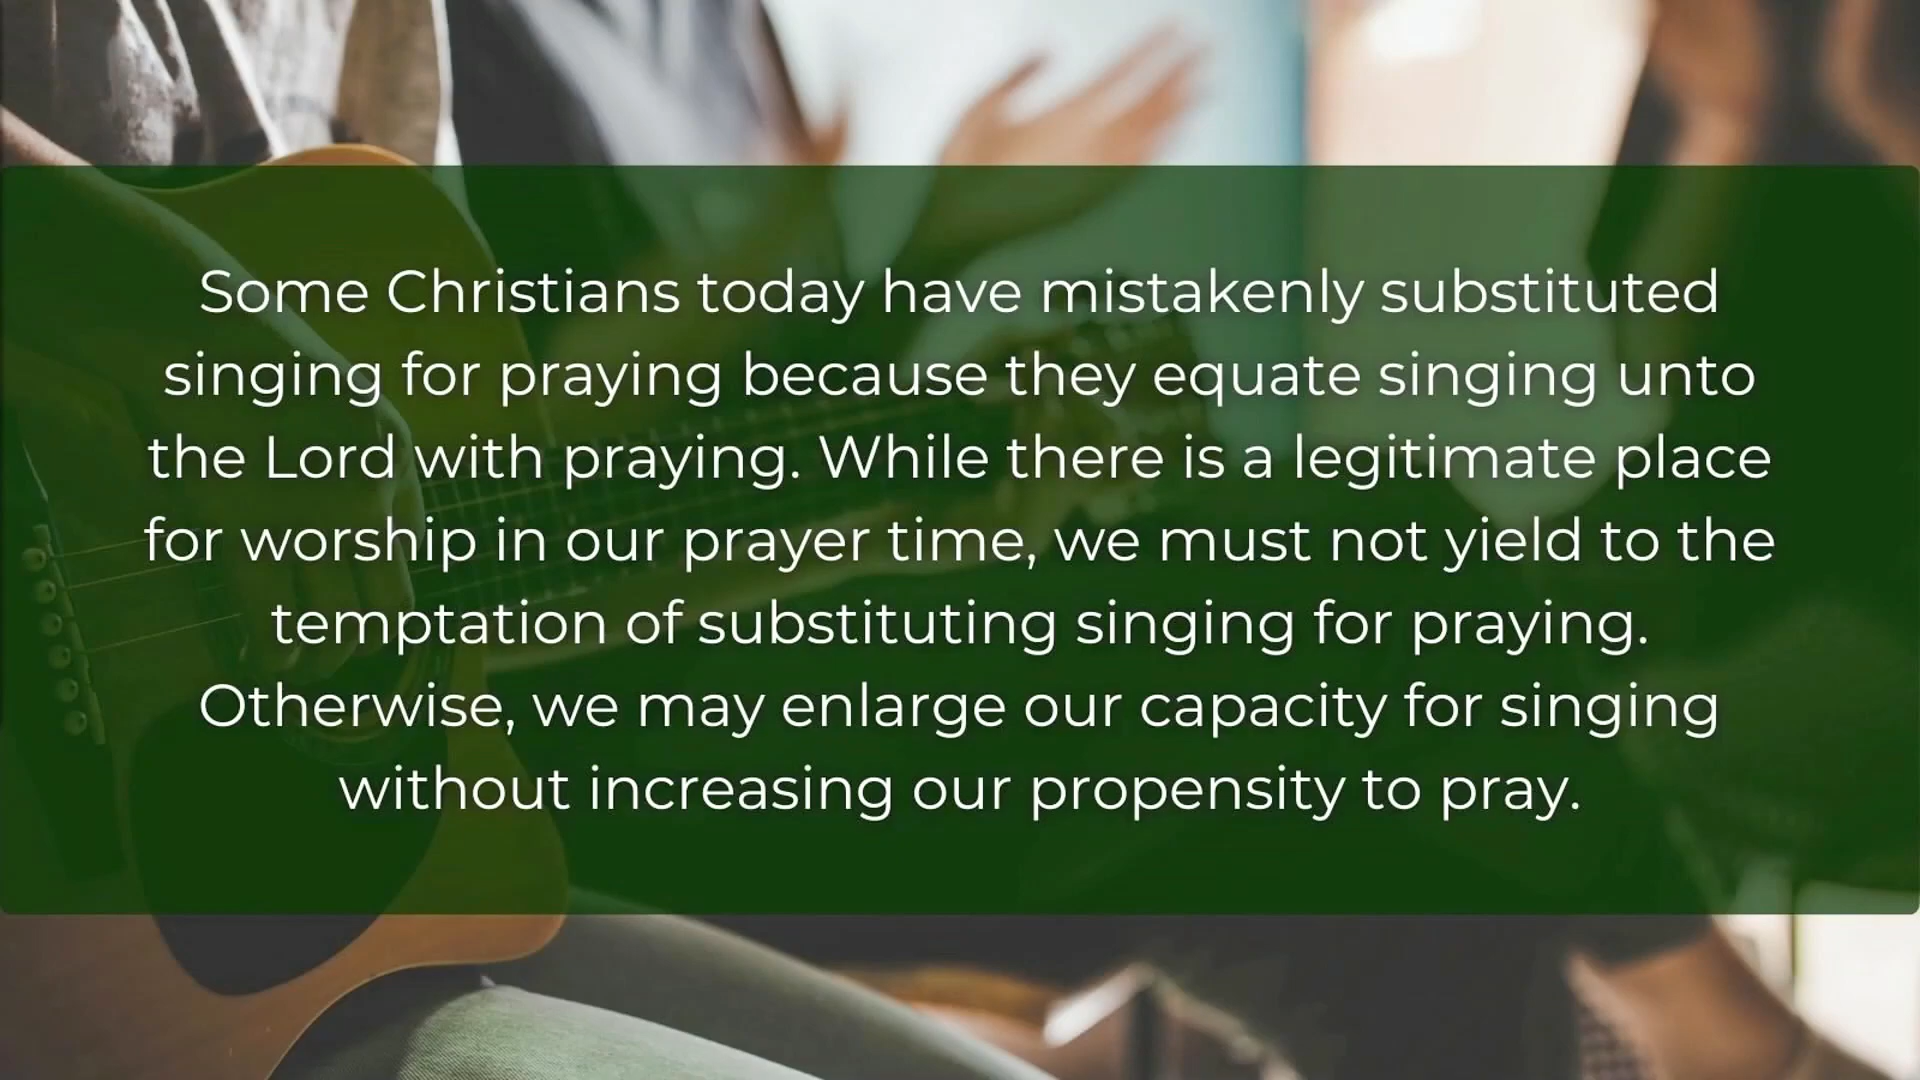 Some Christians today have mistakenly substituted
singing for praying because they equate singing unto
the Lord with praying. While there is a legitimate place
for worship in our prayer time, we must not yield to the
temptation of substituting singing for praying.
Otherwise, we may enlarge our capacity for singing
without increasing our propensity to pray.